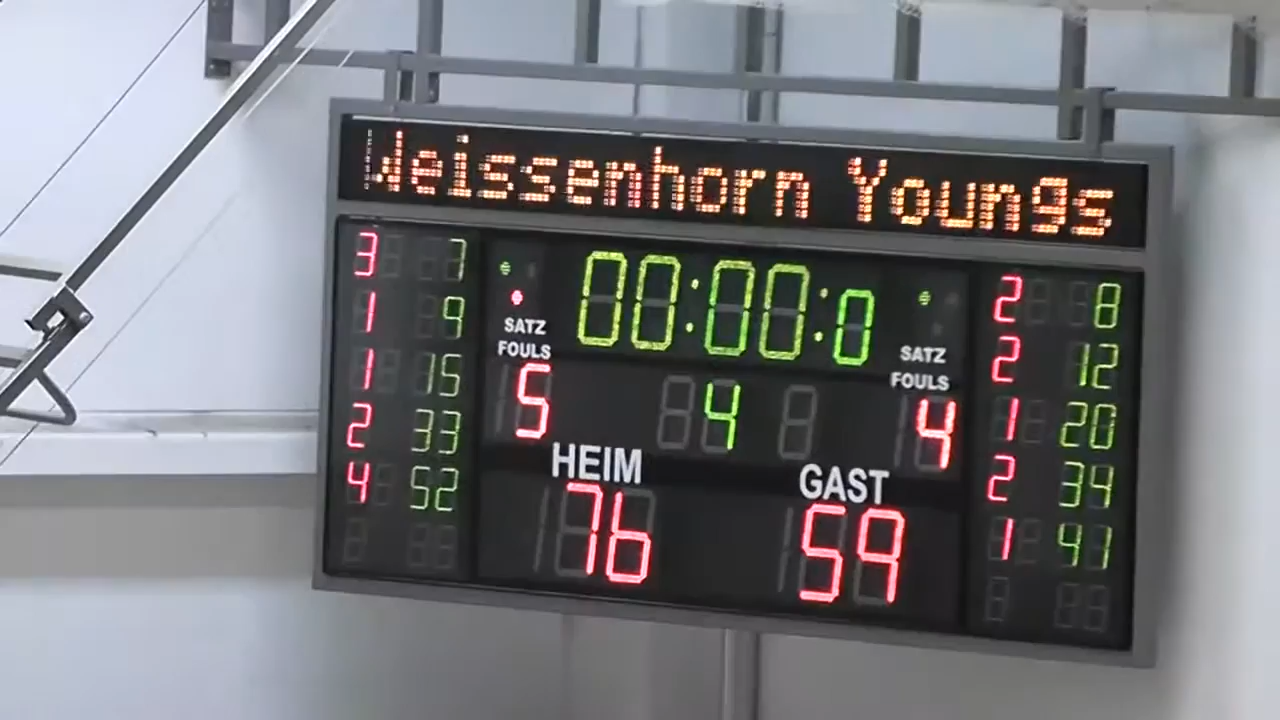 Weissenhorn Youngs
3 7 00:00:0 2 8
1 9 SATZ FOULS SATZ FOULS 2 12
1 15 5 4 4 1 20
2 33 HEIM GAST 2 34
4 52 76 59 1 41